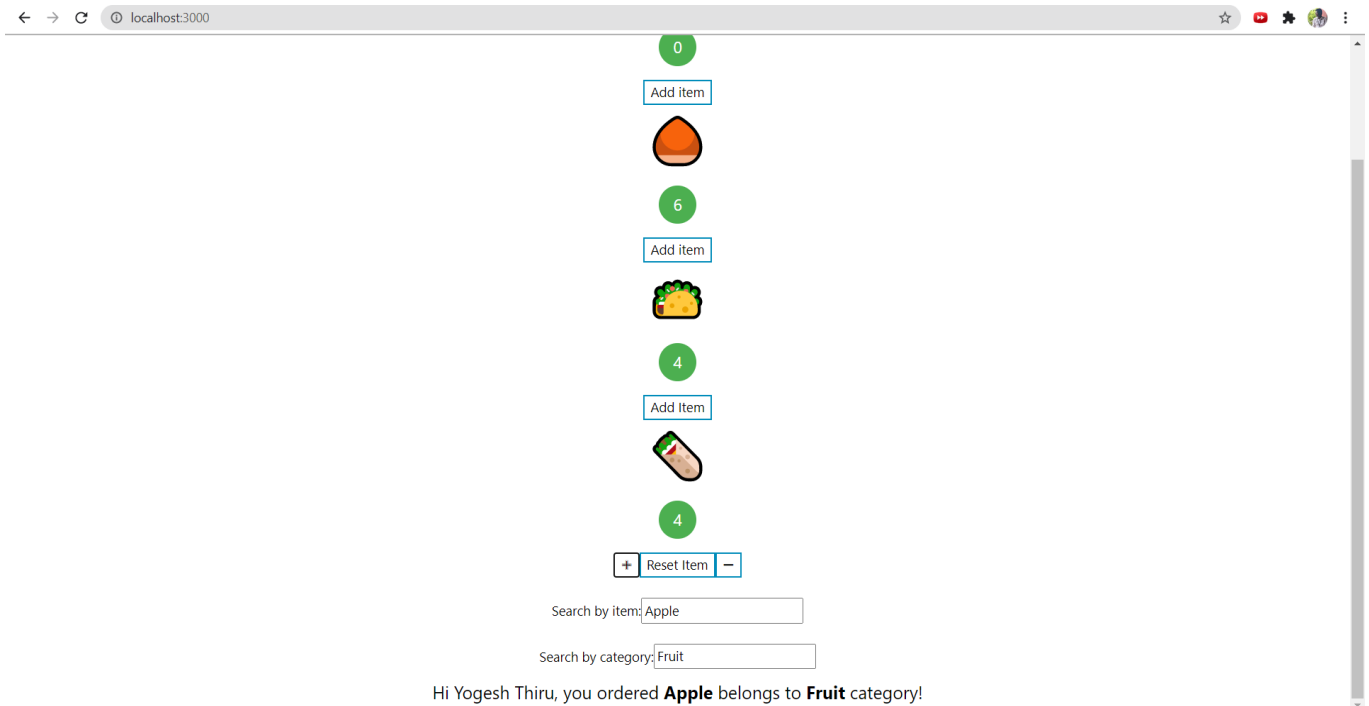 localhost:3000
0
Add item
6
Add item
4
Add Item
4
+ Reset Item −
Search by item: Apple
Search by category: Fruit
Hi Yogesh Thiru, you ordered Apple belongs to Fruit category!